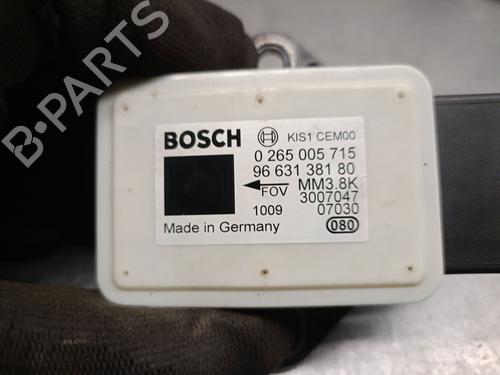 B-PARTS
BOSCH KIS1 CEM00
0 265 005 715
96 631 381 80
FOV MM3.8K
3007047
1009 07030
Made in Germany 080